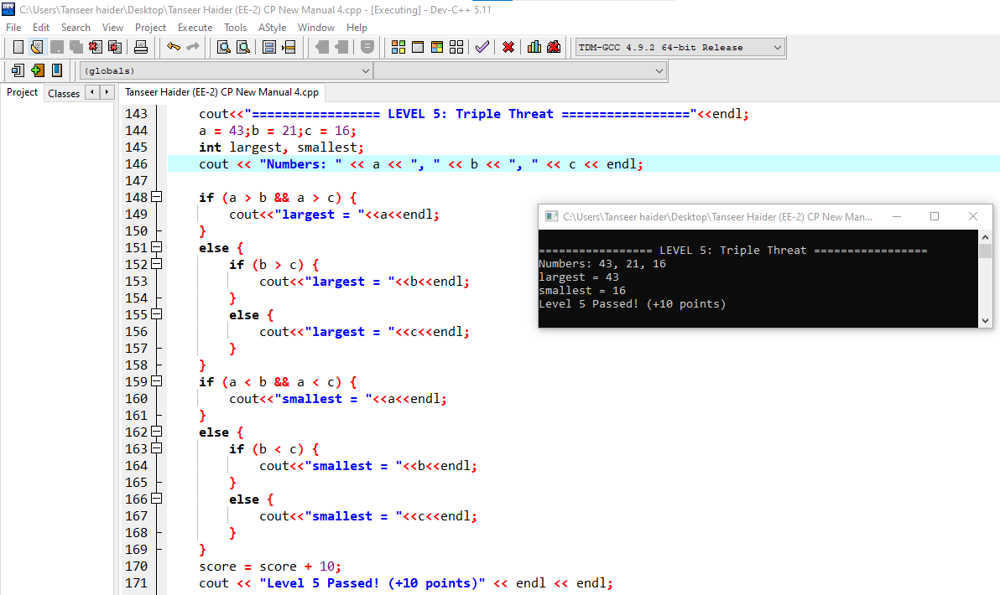 C:\Users\Tanseer haider\Desktop\Tanseer Haider (EE-2) CP New Manual 4.cpp - [Executing] - Dev-C++ 5.11
File Edit Search View Project Execute Tools AStyle Window Help
TDM-GCC 4.9.2 64-bit Release
(globals)
Project Classes
Tanseer Haider (EE-2) CP New Manual 4.cpp
143 cout<<"================= LEVEL 5: Triple Threat ================="<<endl;
144 a = 43;b = 21;c = 16;
145 int largest, smallest;
146 cout << "Numbers: " << a << ", " << b << ", " << c << endl;
147
148 if (a > b && a > c) {
149 cout<<"largest = "<<a<<endl;
150 }
151 else {
152 if (b > c) {
153 cout<<"largest = "<<b<<endl;
154 }
155 else {
156 cout<<"largest = "<<c<<endl;
157 }
158 }
159 if (a < b && a < c) {
160 cout<<"smallest = "<<a<<endl;
161 }
162 else {
163 if (b < c) {
164 cout<<"smallest = "<<b<<endl;
165 }
166 else {
167 cout<<"smallest = "<<c<<endl;
168 }
169 }
170 score = score + 10;
171 cout << "Level 5 Passed! (+10 points)" << endl << endl;
C:\Users\Tanseer haider\Desktop\Tanseer Haider (EE-2) CP New Man...
================= LEVEL 5: Triple Threat =================
Numbers: 43, 21, 16
largest = 43
smallest = 16
Level 5 Passed! (+10 points)